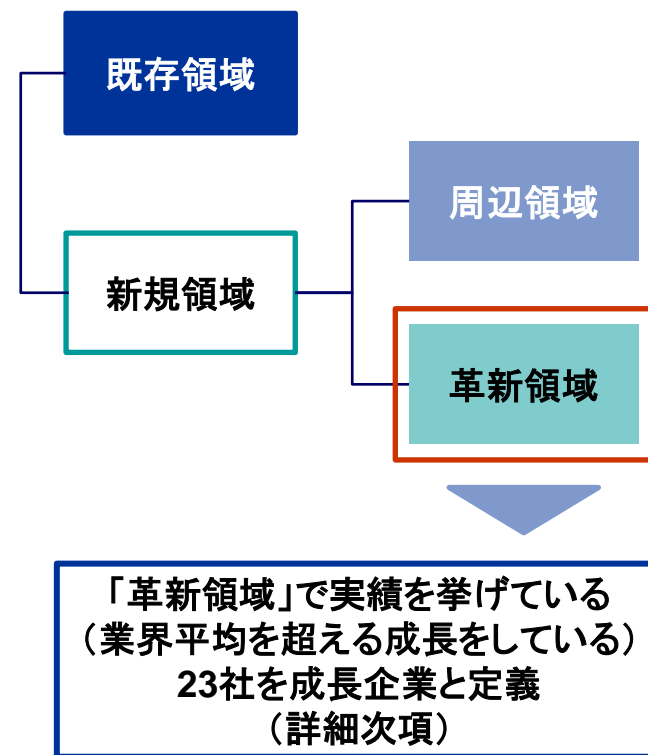 既存領域
周辺領域
新規領域
革新領域
「革新領域」で実績を挙げている
（業界平均を超える成長をしている）
23社を成長企業と定義
（詳細次項）